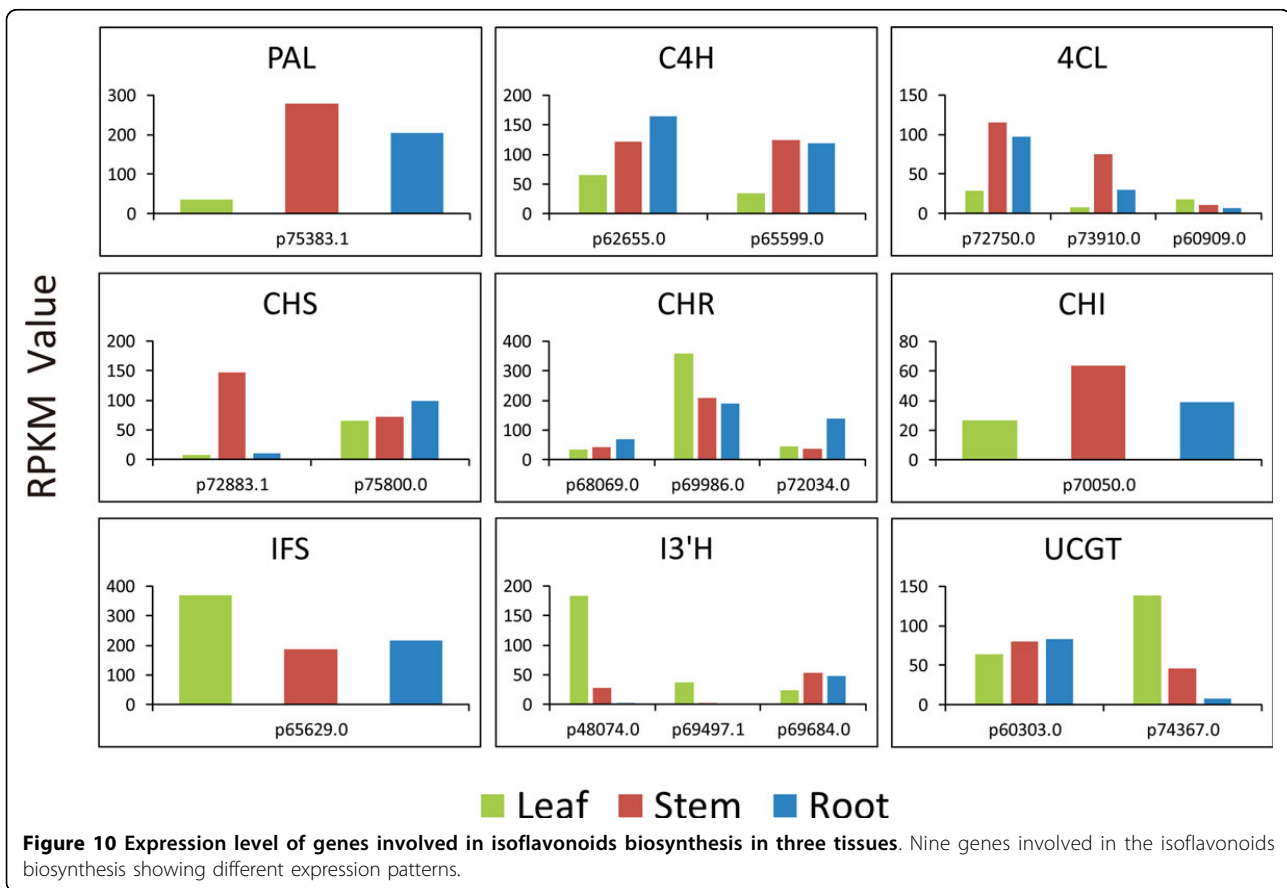 RPKM Value
PAL
300
200
100
0
p75383.1
C4H
200
150
100
50
0
p62655.0 p65599.0
4CL
150
100
50
0
p72750.0 p73910.0 p60909.0
CHS
200
150
100
50
0
p72883.1 p75800.0
CHR
400
300
200
100
0
p68069.0 p69986.0 p72034.0
CHI
80
60
40
20
0
p70050.0
IFS
400
300
200
100
0
p65629.0
I3'H
200
150
100
50
0
p48074.0 p69497.1 p69684.0
UCGT
150
100
50
0
p60303.0 p74367.0
Leaf Stem Root
Figure 10 Expression level of genes involved in isoflavonoids biosynthesis in three tissues. Nine genes involved in the isoflavonoids
biosynthesis showing different expression patterns.